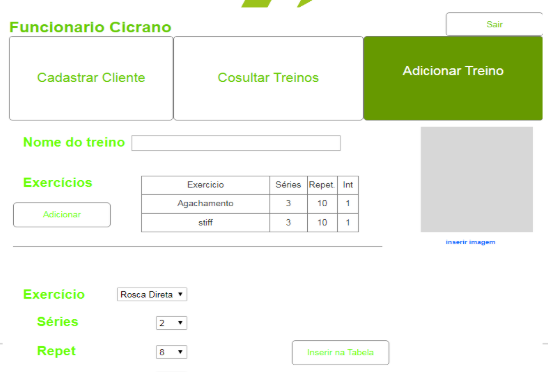 Funcionario Cicrano
Sair
Cadastrar Cliente
Cosultar Treinos
Adicionar Treino
Nome do treino
Exercicios
Adicionar
Exercicio Séries Repet. Int
Agachamento 3 10 1
stiff 3 10 1
inserir imagem
Exercicio Rosca Direta
Séries 2
Repet 8
Inserir na Tabela